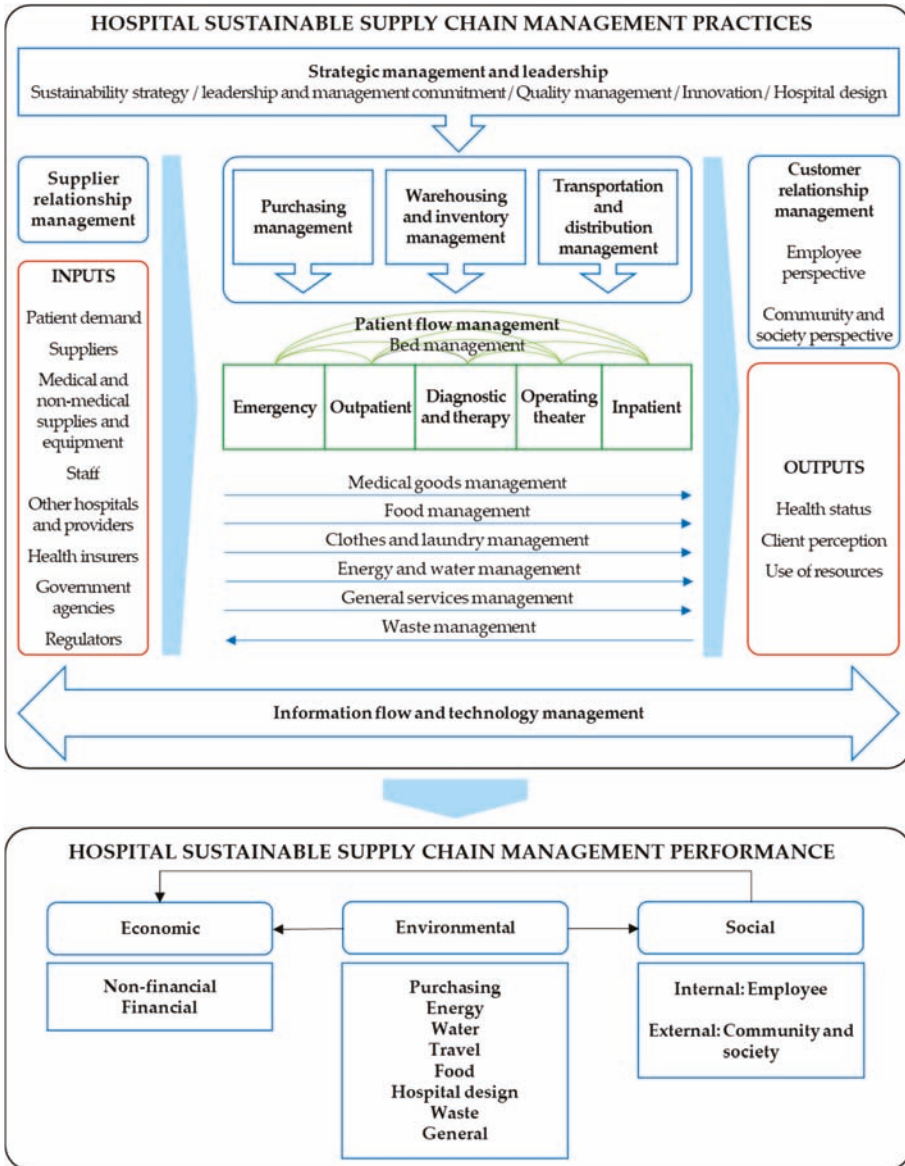 HOSPITAL SUSTAINABLE SUPPLY CHAIN MANAGEMENT PRACTICES
Strategic management and leadership
Sustainability strategy / leadership and management commitment / Quality management / Innovation / Hospital design
Supplier
relationship
management
INPUTS
Patient demand
Suppliers
Medical and
non-medical
supplies and
equipment
Staff
Other hospitals
and providers
Health insurers
Government
agencies
Regulators
Purchasing
management
Warehousing
and inventory
management
Transportation
and
distribution
management
Patient flow management
Bed management
Emergency
Outpatient
Diagnostic
and therapy
Operating
theater
Inpatient
Medical goods management
Food management
Clothes and laundry management
Energy and water management
General services management
Waste management
Customer
relationship
management
Employee
perspective
Community and
society perspective
OUTPUTS
Health status
Client perception
Use of resources
Information flow and technology management
HOSPITAL SUSTAINABLE SUPPLY CHAIN MANAGEMENT PERFORMANCE
Economic
Non-financial
Financial
Environmental
Purchasing
Energy
Water
Travel
Food
Hospital design
Waste
General
Social
Internal: Employee
External: Community and
society